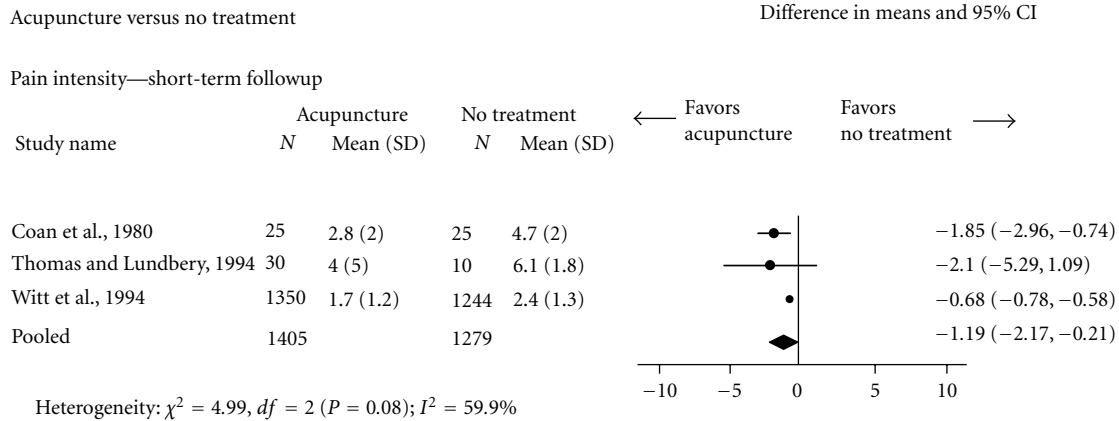 Acupuncture versus no treatment
Difference in means and 95% CI
Pain intensity—short-term followup
Acupuncture No treatment
Favors acupuncture
Favors no treatment
Study name N Mean (SD) N Mean (SD)
Coan et al., 1980 25 2.8 (2) 25 4.7 (2) −1.85 (−2.96, −0.74)
Thomas and Lundbery, 1994 30 4 (5) 10 6.1 (1.8) −2.1 (−5.29, 1.09)
Witt et al., 1994 1350 1.7 (1.2) 1244 2.4 (1.3) −0.68 (−0.78, −0.58)
Pooled 1405 1279 −1.19 (−2.17, −0.21)
−10 −5 0 5 10
Heterogeneity: χ² = 4.99, df = 2 (P = 0.08); I² = 59.9%